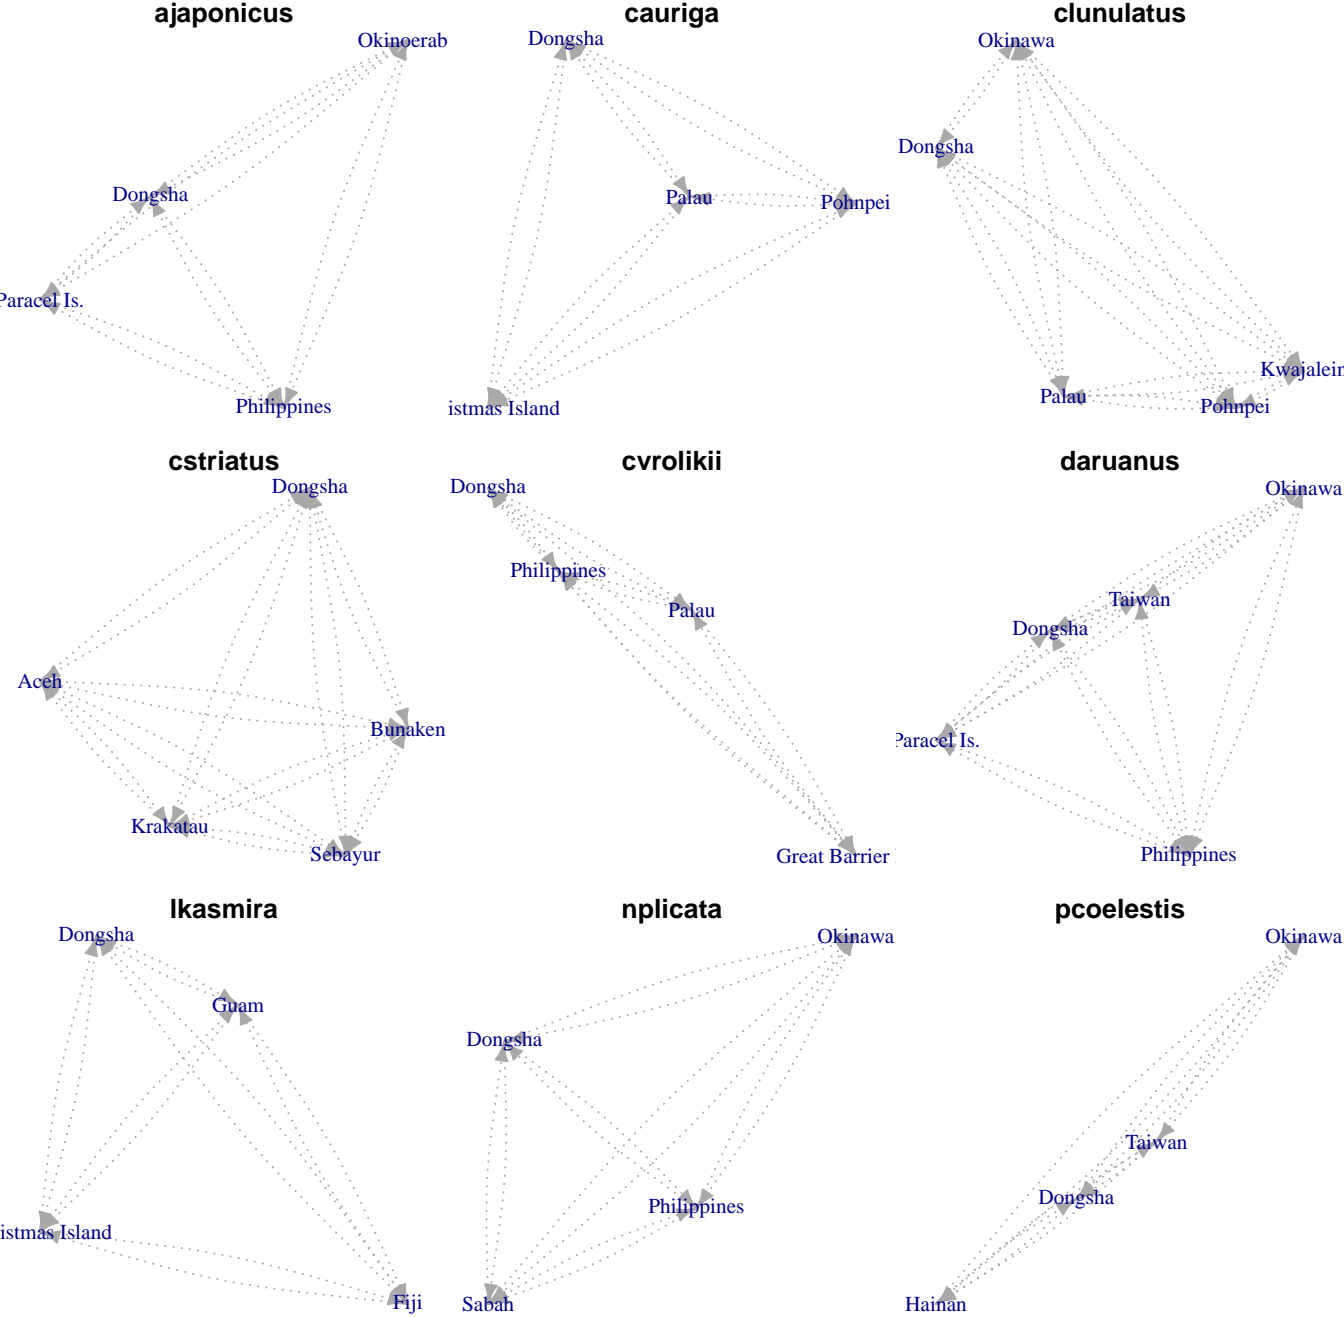 ajaponicus
Okinoerab
Dongsha
Paracel Is.
Philippines
cauriga
Dongsha
Palau
Pohnpei
istmas Island
clunulatus
Okinawa
Dongsha
Kwajalein
Palau
Pohnpei
cstriatus
Dongsha
Aceh
Bunaken
Krakatau
Sebayur
cvrolikii
Dongsha
Philippines
Palau
Great Barrier
daruanus
Okinawa
Taiwan
Dongsha
Paracel Is.
Philippines
lkasmira
Dongsha
Guam
istmas Island
Fiji
nplicata
Okinawa
Dongsha
Philippines
Sabah
pcoelestis
Okinawa
Taiwan
Dongsha
Hainan